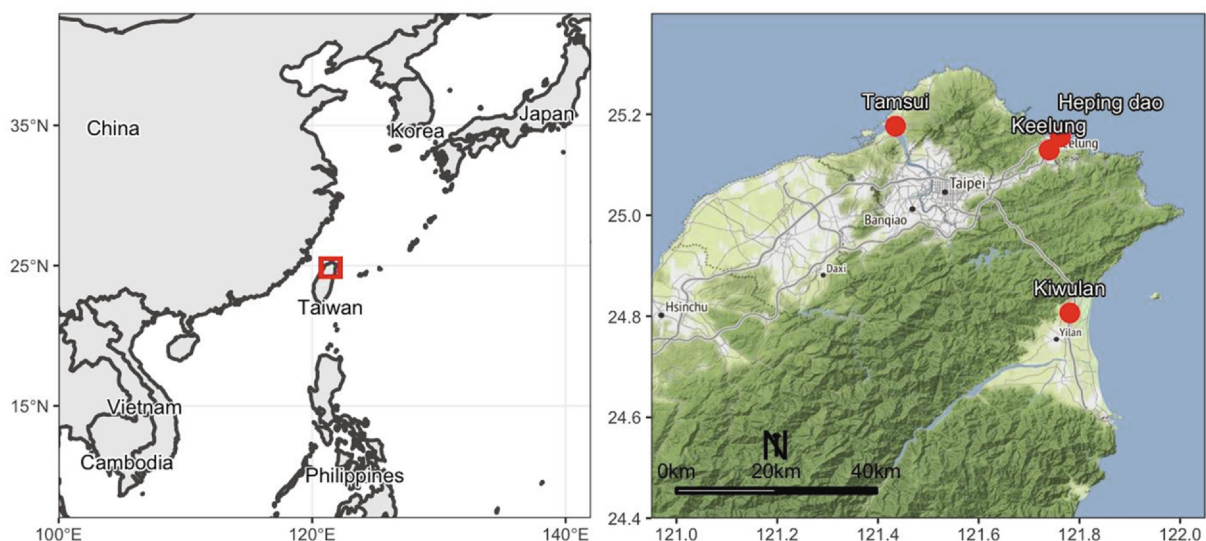 China
Korea
Japan
35°N
25°N
Taiwan
15°N
Vietnam
Cambodia
Philippines
100°E
120°E
140°E
Tamsui
Heping dao
Keelung
25.2
Taipei
Banqiao
25.0
Daxi
Kiwulan
Hsinchu
24.8
Yilan
24.6
N
0km
20km
40km
24.4
121.0
121.2
121.4
121.6
121.8
122.0